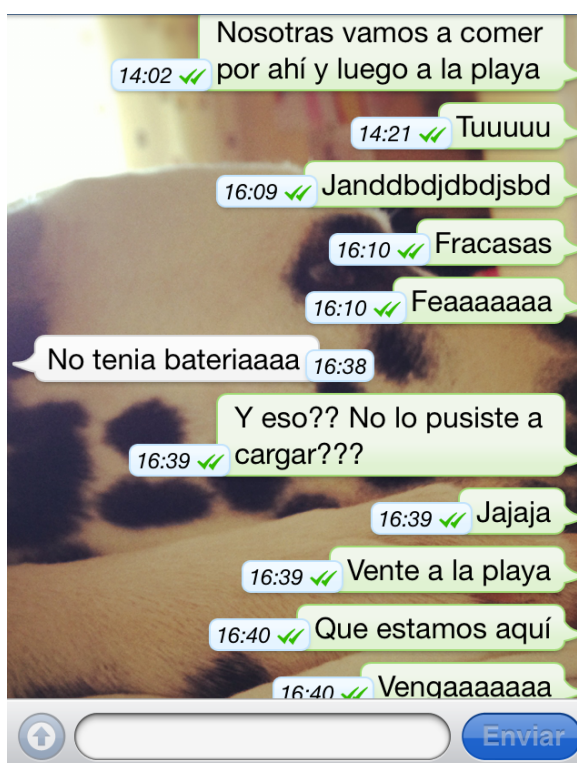 Nosotras vamos a comer
14:02 por ahí y luego a la playa
14:21 Tuuuuu
16:09 Janddbdjdbdjsbd
16:10 Fracasas
16:10 Feaaaaaaa
No tenia bateriaaaa 16:38
Y eso?? No lo pusiste a
16:39 cargar???
16:39 Jajaja
16:39 Vente a la playa
16:40 Que estamos aquí
16:40 Vengaaaaaaa
Enviar